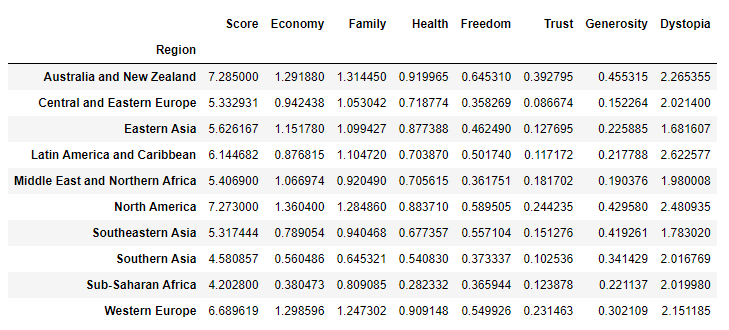 Score Economy Family Health Freedom Trust Generosity Dystopia
Region
Australia and New Zealand 7.285000 1.291880 1.314450 0.919965 0.645310 0.392795 0.455315 2.265355
Central and Eastern Europe 5.332931 0.942438 1.053042 0.718774 0.358269 0.086674 0.152264 2.021400
Eastern Asia 5.626167 1.151780 1.099427 0.877388 0.462490 0.127695 0.225885 1.681607
Latin America and Caribbean 6.144682 0.876815 1.104720 0.703870 0.501740 0.117172 0.217788 2.622577
Middle East and Northern Africa 5.406900 1.066974 0.920490 0.705615 0.361751 0.181702 0.190376 1.980008
North America 7.273000 1.360400 1.284860 0.883710 0.589505 0.244235 0.429580 2.480935
Southeastern Asia 5.317444 0.789054 0.940468 0.677357 0.557104 0.151276 0.419261 1.783020
Southern Asia 4.580857 0.560486 0.645321 0.540830 0.373337 0.102536 0.341429 2.016769
Sub-Saharan Africa 4.202800 0.380473 0.809085 0.282332 0.365944 0.123878 0.221137 2.019980
Western Europe 6.689619 1.298596 1.247302 0.909148 0.549926 0.231463 0.302109 2.151185